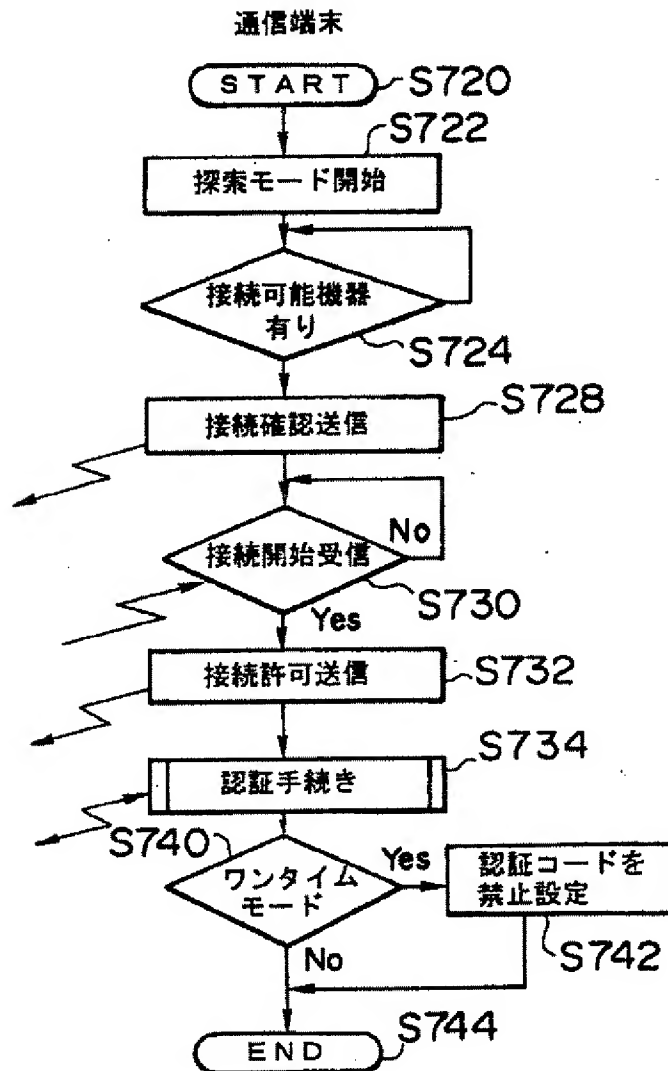 通信端末
START
S720
S722
探索モード開始
接続可能機器
有り
S724
接続確認送信
S728
No
接続開始受信
S730
Yes
接続許可送信
S732
S734
認証手続き
S740
ワンタイム
モード
Yes
認証コードを
禁止設定
S742
No
S744
END